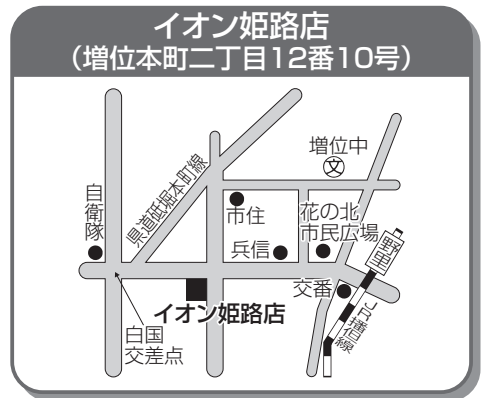 イオン姫路店
(増位本町二丁目12番10号)
増位中
文
県道砥堀本町線
自衛隊
市住
花の北
市民広場
兵信
野里
交番
イオン姫路店
JR播但線
白国
交差点